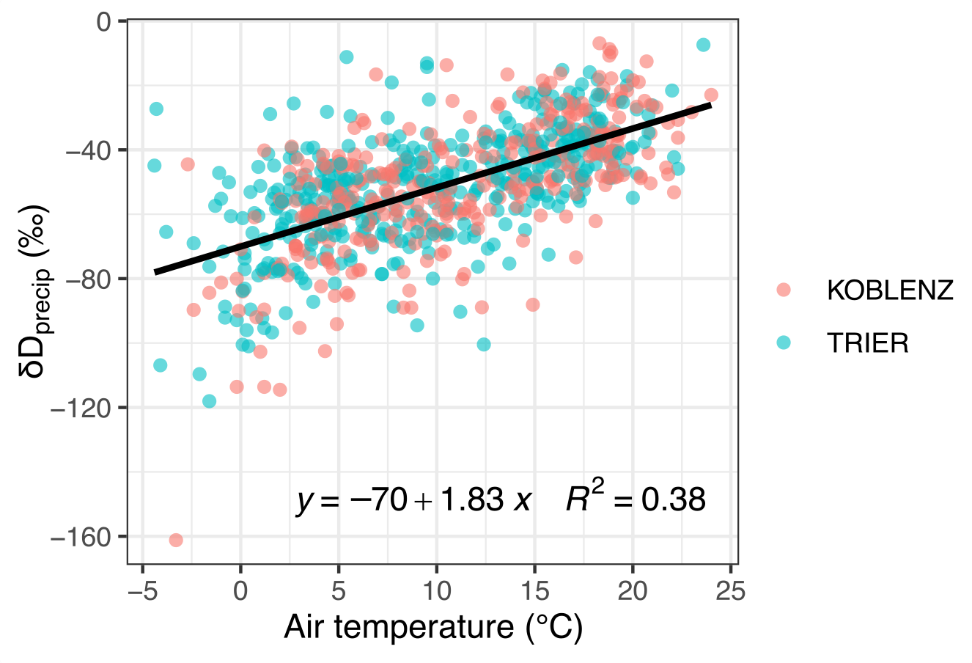 0
−40
−80
−120
−160
δDprecip (‰)
KOBLENZ
TRIER
y = −70 + 1.83 x R² = 0.38
−5 0 5 10 15 20 25
Air temperature (°C)